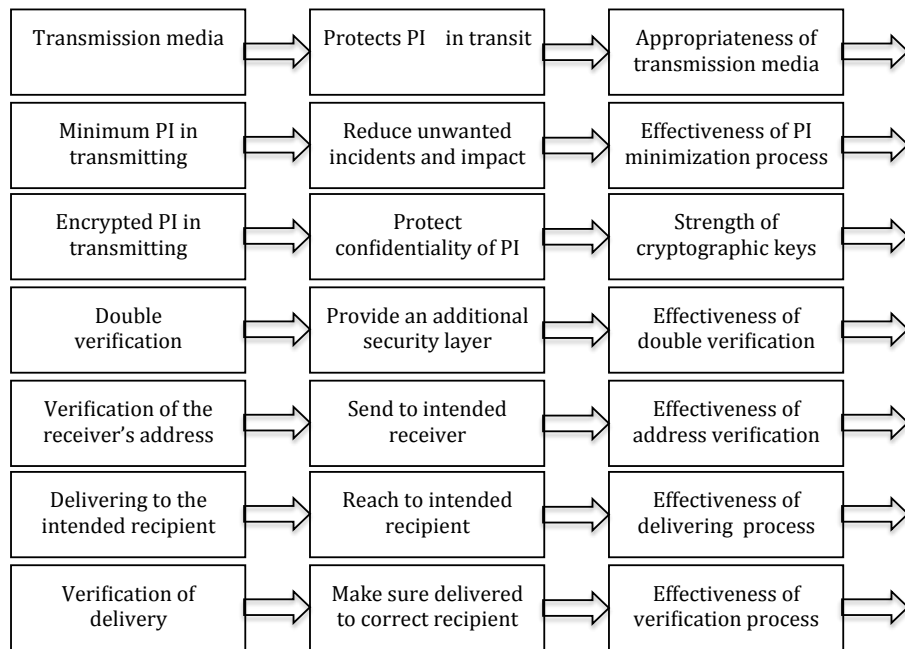 Transmission media
Protects PI in transit
Appropriateness of
transmission media
Minimum PI in
transmitting
Reduce unwanted
incidents and impact
Effectiveness of PI
minimization process
Encrypted PI in
transmitting
Protect
confidentiality of PI
Strength of
cryptographic keys
Double
verification
Provide an additional
security layer
Effectiveness of
double verification
Verification of the
receiver’s address
Send to intended
receiver
Effectiveness of
address verification
Delivering to the
intended recipient
Reach to intended
recipient
Effectiveness of
delivering process
Verification of
delivery
Make sure delivered
to correct recipient
Effectiveness of
verification process